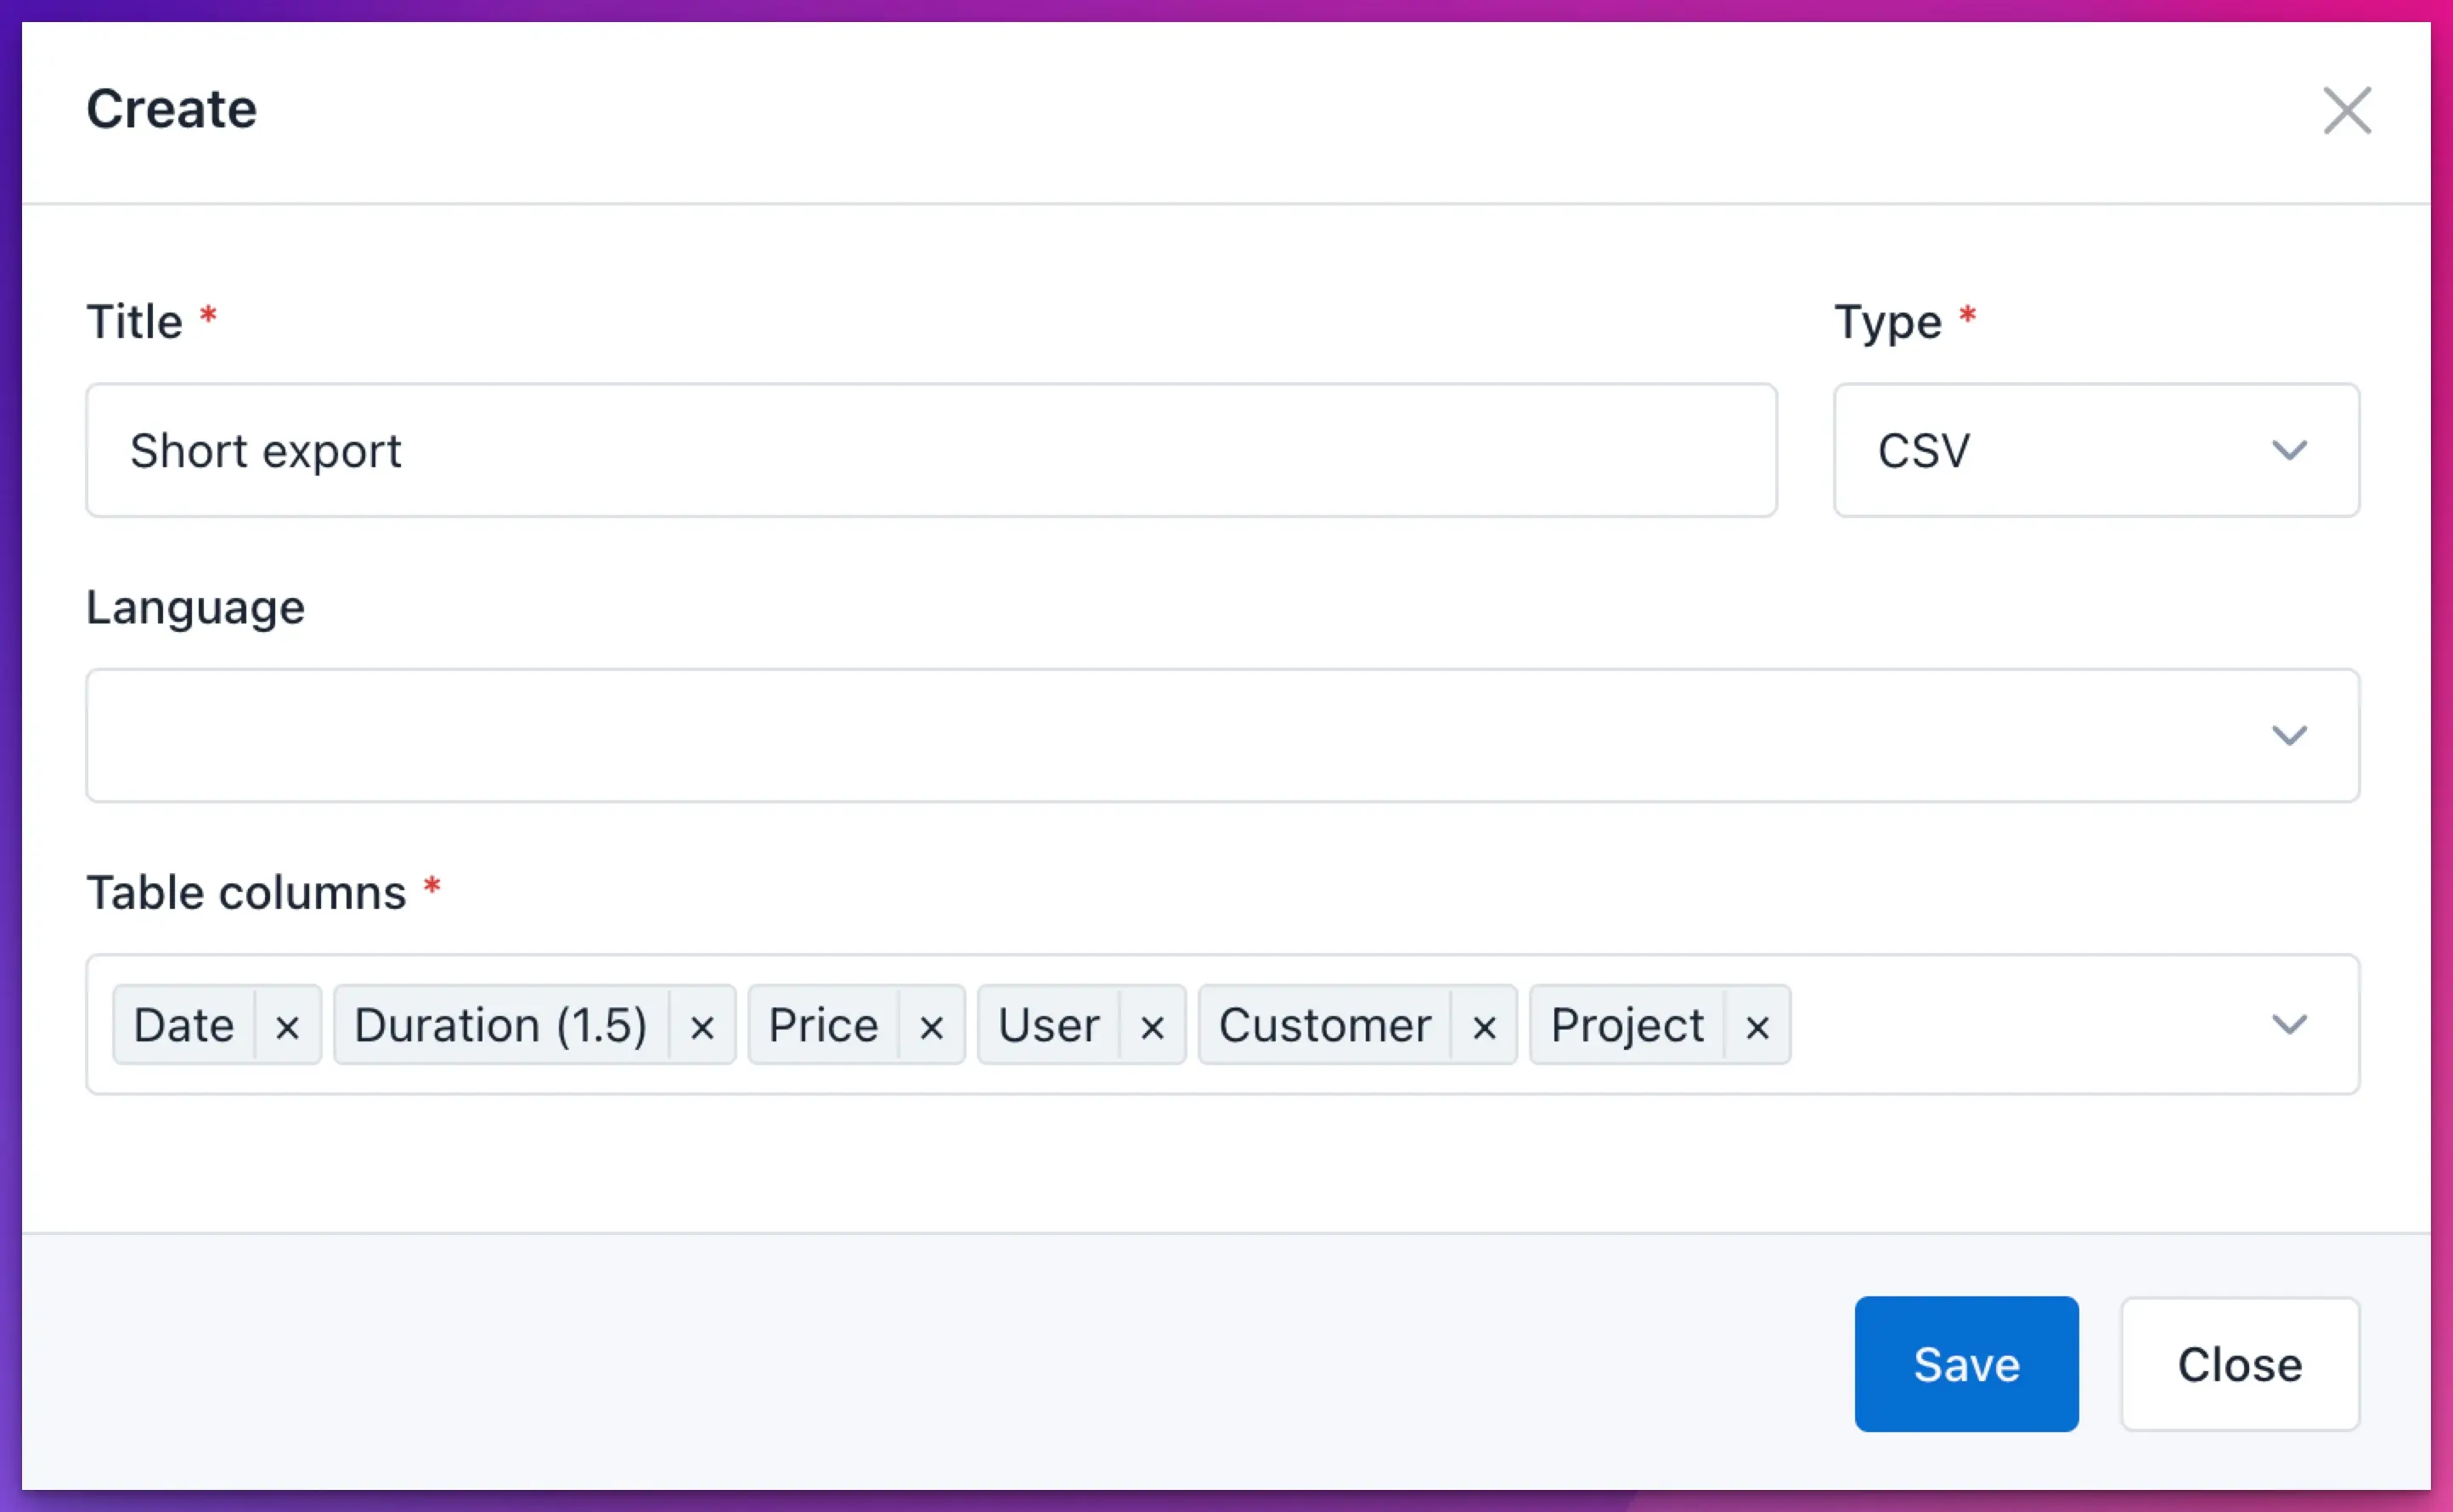 Create
Title * Type *
Short export CSV
Language
Table columns *
Date × Duration (1.5) × Price × User × Customer × Project ×
Save Close